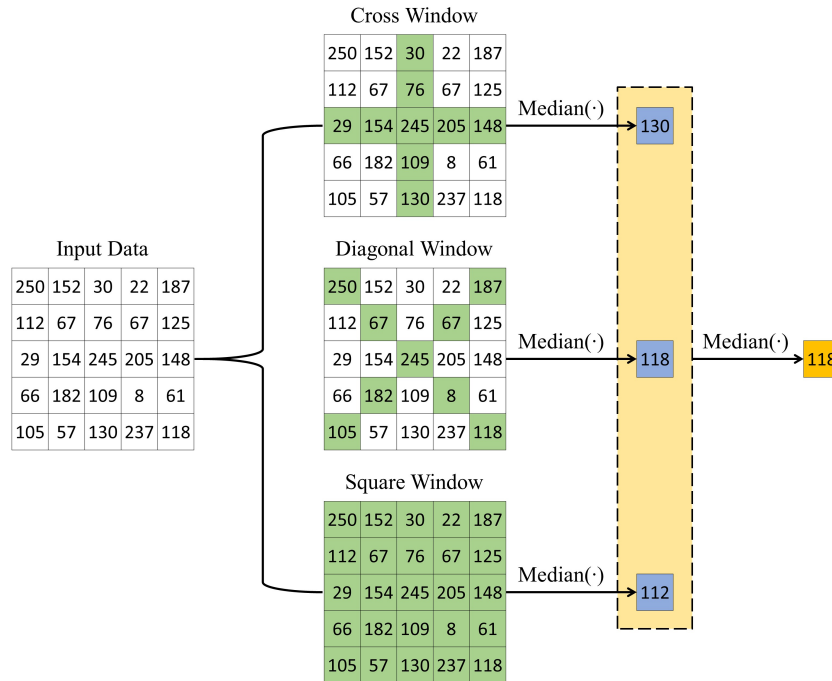 Cross Window
250 152 30 22 187
112 67 76 67 125
29 154 245 205 148
66 182 109 8 61
105 57 130 237 118
Median(·)
130
Input Data
250 152 30 22 187
112 67 76 67 125
29 154 245 205 148
66 182 109 8 61
105 57 130 237 118
Diagonal Window
250 152 30 22 187
112 67 76 67 125
29 154 245 205 148
66 182 109 8 61
105 57 130 237 118
Median(·)
118
Median(·)
118
Square Window
250 152 30 22 187
112 67 76 67 125
29 154 245 205 148
66 182 109 8 61
105 57 130 237 118
Median(·)
112